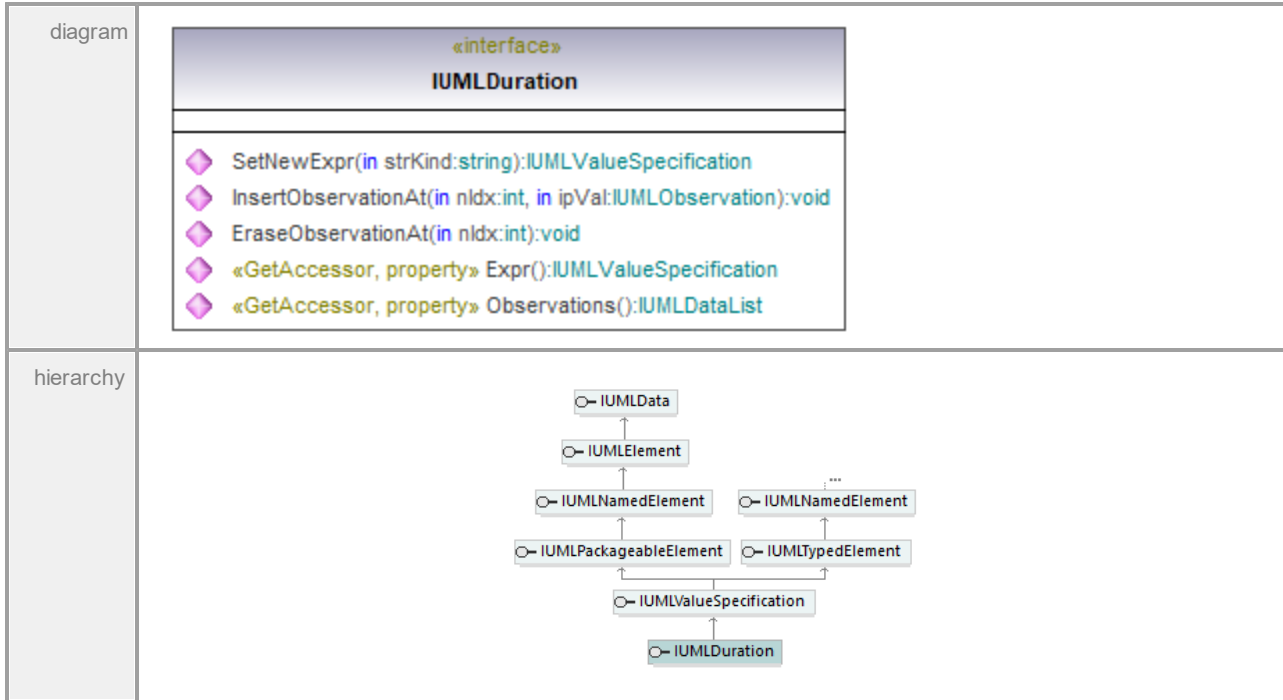 diagram
«interface»
IUMLDuration
SetNewExpr(in strKind:string):IUMLValueSpecification
InsertObservationAt(in nIdx:int, in ipVal:IUMLObservation):void
EraseObservationAt(in nIdx:int):void
«GetAccessor, property» Expr():IUMLValueSpecification
«GetAccessor, property» Observations():IUMLDataList
hierarchy
IUMLData
IUMLElement
...
IUMLNamedElement IUMLNamedElement
IUMLPackageableElement IUMLTypedElement
IUMLValueSpecification
IUMLDuration